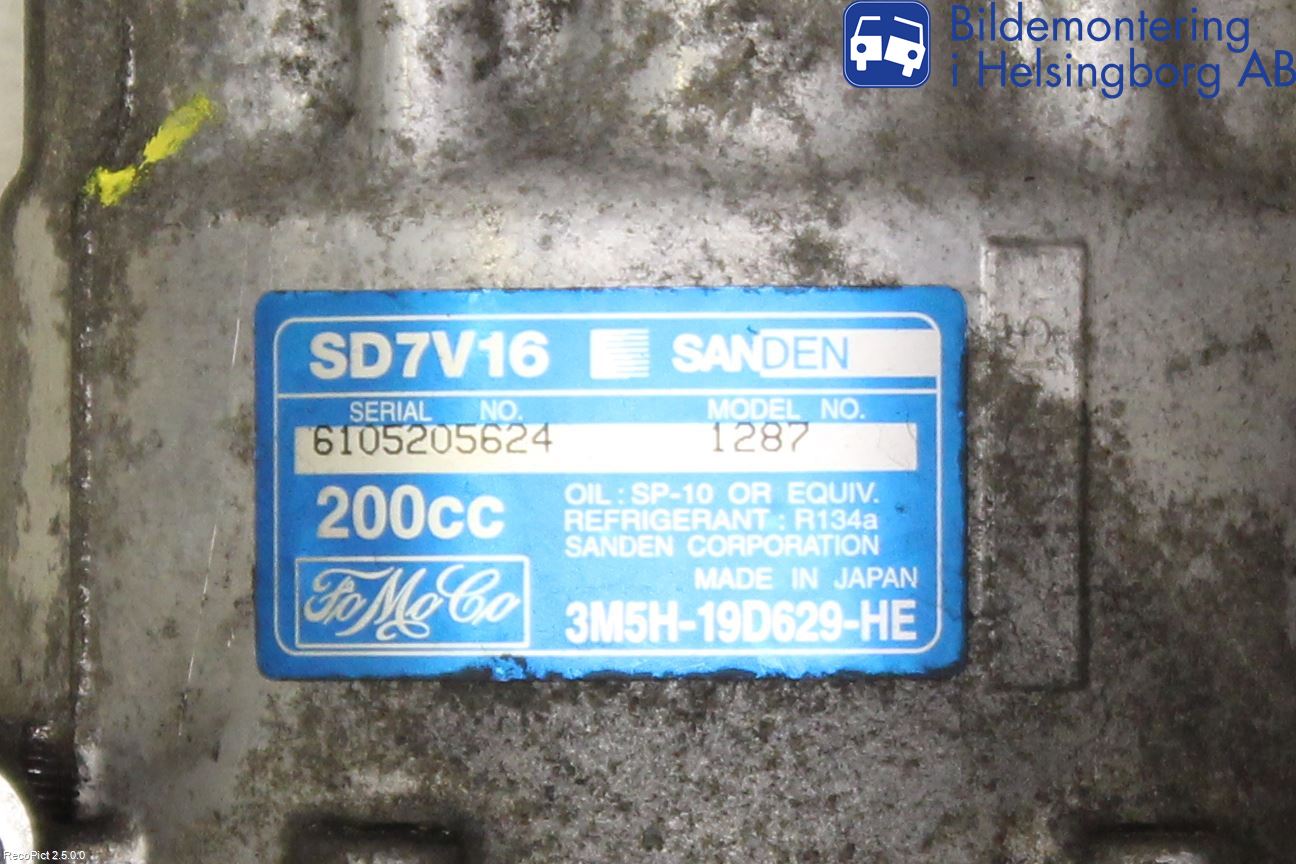 Bildemontering
i Helsingborg AB
SD7V16 SANDEN
SERIAL NO. MODEL NO.
6105205624 1287
200cc
OIL : SP-10 OR EQUIV.
REFRIGERANT : R134a
SANDEN CORPORATION
MADE IN JAPAN
FoMoCo
3M5H-19D629-HE
RecoPict 2.5.0.0